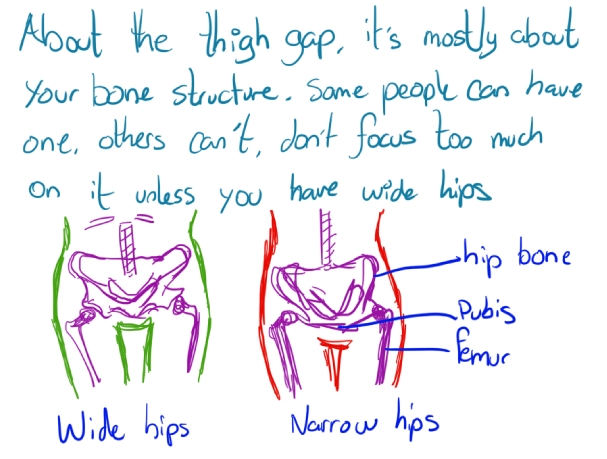 About the thigh gap, it's mostly about
your bone structure. Some people can have
one, others can't, don't focus too much
on it unless you have wide hips
hip bone
Pubis
femur
Wide hips
Narrow hips